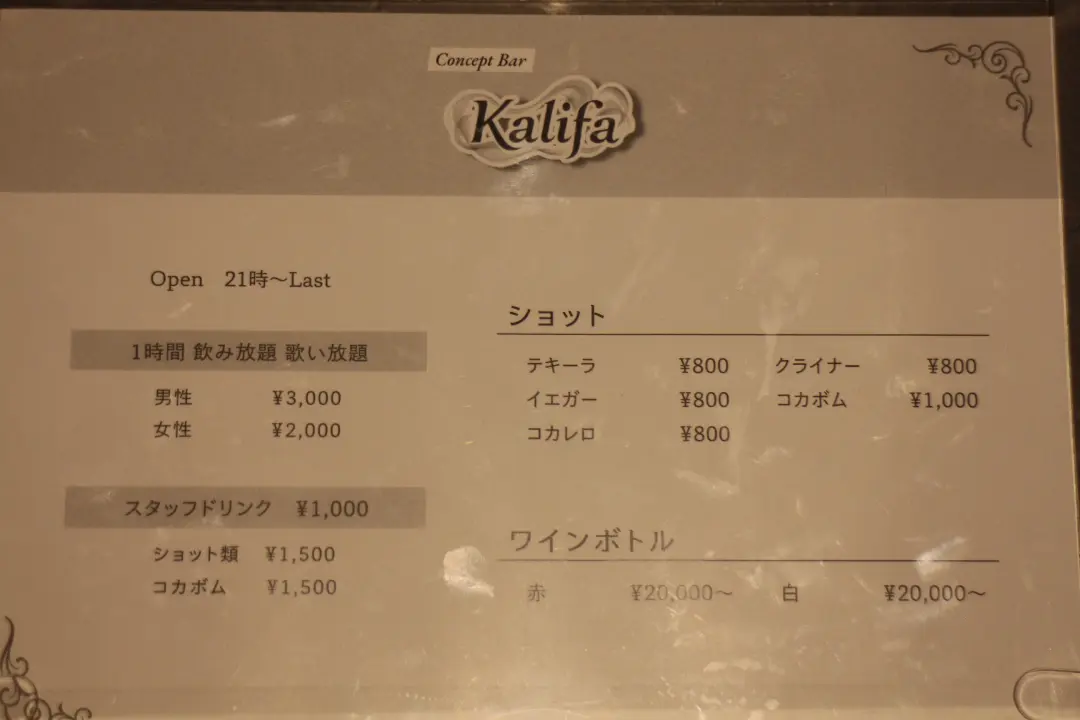 Concept Bar
Kalifa
Open 21時～Last
1時間 飲み放題 歌い放題
男性 ¥3,000
女性 ¥2,000
スタッフドリンク ¥1,000
ショット類 ¥1,500
コカボム ¥1,500
ショット
テキーラ ¥800 クライナー ¥800
イエガー ¥800 コカボム ¥1,000
コカレロ ¥800
ワインボトル
赤 ¥20,000～ 白 ¥20,000～